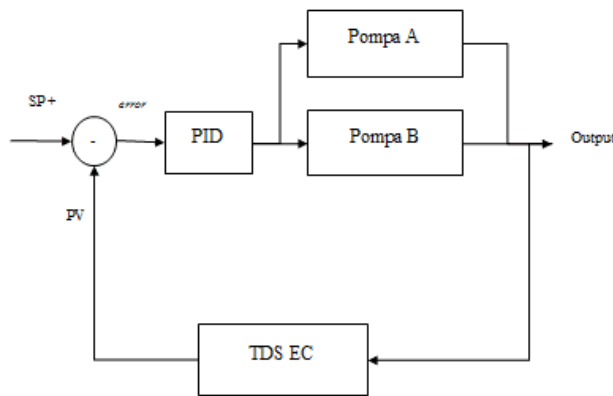 Pompa A
SP+
error
-
PID
Pompa B
Output
PV
TDS EC